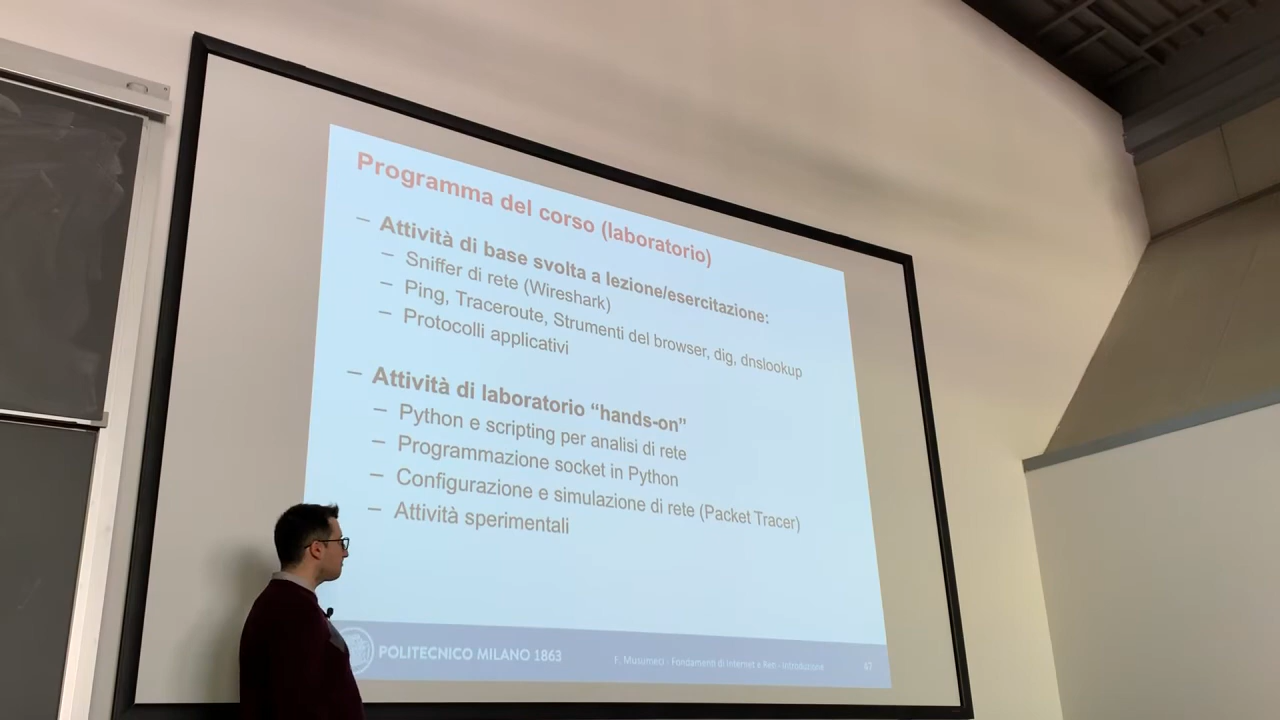 Programma del corso (laboratorio)
– Attività di base svolta a lezione/esercitazione:
– Sniffer di rete (Wireshark)
– Ping, Traceroute, Strumenti del browser, dig, dnslookup
– Protocolli applicativi
– Attività di laboratorio “hands-on”
– Python e scripting per analisi di rete
– Programmazione socket in Python
– Configurazione e simulazione di rete (Packet Tracer)
– Attività sperimentali
POLITECNICO MILANO 1863
F. Musumeci - Fondamenti di Internet e Reti - Introduzione
47